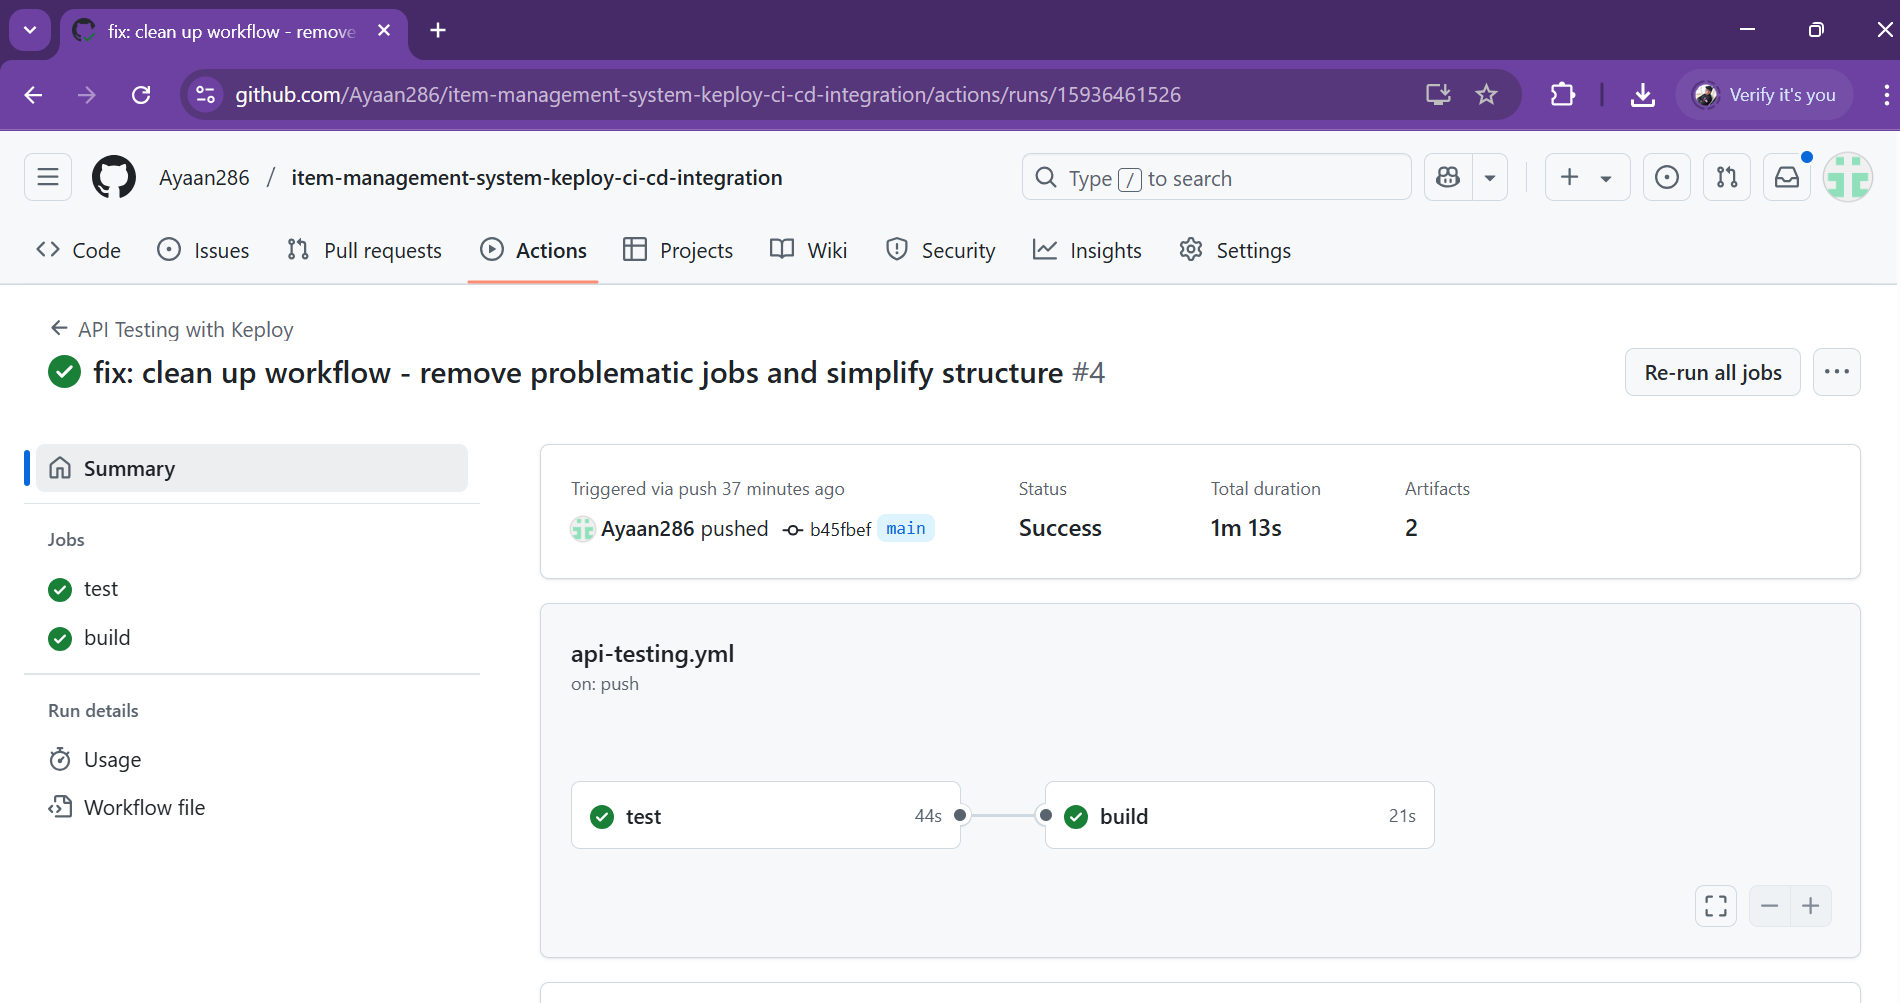 fix: clean up workflow - remove
github.com/Ayaan286/item-management-system-keploy-ci-cd-integration/actions/runs/15936461526
Verify it's you
Ayaan286 / item-management-system-keploy-ci-cd-integration
Type / to search
Code Issues Pull requests Actions Projects Wiki Security Insights Settings
API Testing with Keploy
fix: clean up workflow - remove problematic jobs and simplify structure #4
Re-run all jobs
Summary
Jobs
test
build
Run details
Usage
Workflow file
Triggered via push 37 minutes ago
Ayaan286 pushed b45fbef main
Status
Success
Total duration
1m 13s
Artifacts
2
api-testing.yml
on: push
test 44s
build 21s